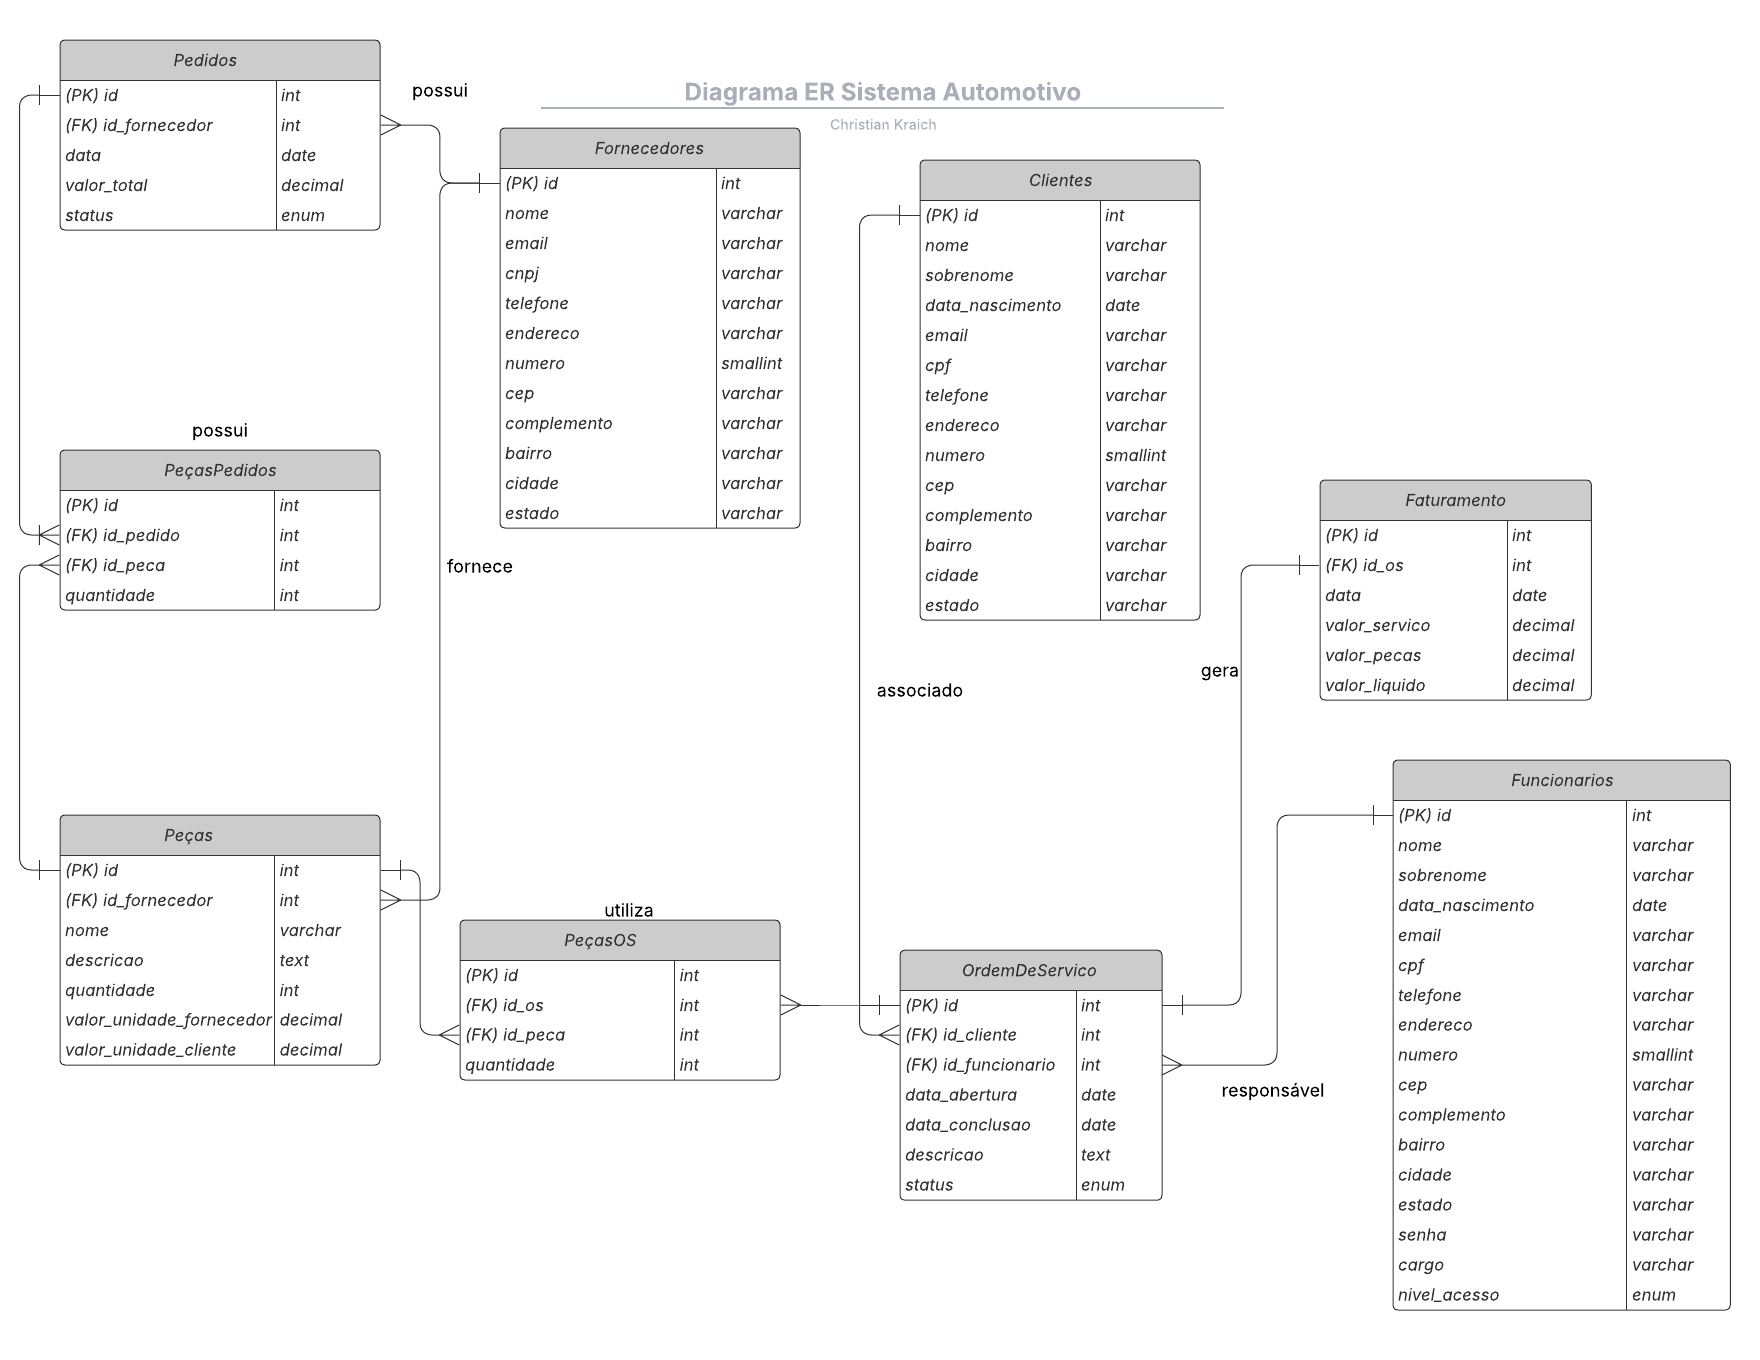 Diagrama ER Sistema Automotivo
Christian Kraich
Pedidos
(PK) id int
(FK) id_fornecedor int
data date
valor_total decimal
status enum
possui
Fornecedores
(PK) id int
nome varchar
email varchar
cnpj varchar
telefone varchar
endereco varchar
numero smallint
cep varchar
complemento varchar
bairro varchar
cidade varchar
estado varchar
Clientes
(PK) id int
nome varchar
sobrenome varchar
data_nascimento date
email varchar
cpf varchar
telefone varchar
endereco varchar
numero smallint
cep varchar
complemento varchar
bairro varchar
cidade varchar
estado varchar
possui
PeçasPedidos
(PK) id int
(FK) id_pedido int
(FK) id_peca int
quantidade int
fornece
Faturamento
(PK) id int
(FK) id_os int
data date
valor_servico decimal
valor_pecas decimal
valor_liquido decimal
gera
associado
Peças
(PK) id int
(FK) id_fornecedor int
nome varchar
descricao text
quantidade int
valor_unidade_fornecedor decimal
valor_unidade_cliente decimal
utiliza
PeçasOS
(PK) id int
(FK) id_os int
(FK) id_peca int
quantidade int
OrdemDeServico
(PK) id int
(FK) id_cliente int
(FK) id_funcionario int
data_abertura date
data_conclusao date
descricao text
status enum
responsável
Funcionarios
(PK) id int
nome varchar
sobrenome varchar
data_nascimento date
email varchar
cpf varchar
telefone varchar
endereco varchar
numero smallint
cep varchar
complemento varchar
bairro varchar
cidade varchar
estado varchar
senha varchar
cargo varchar
nivel_acesso enum